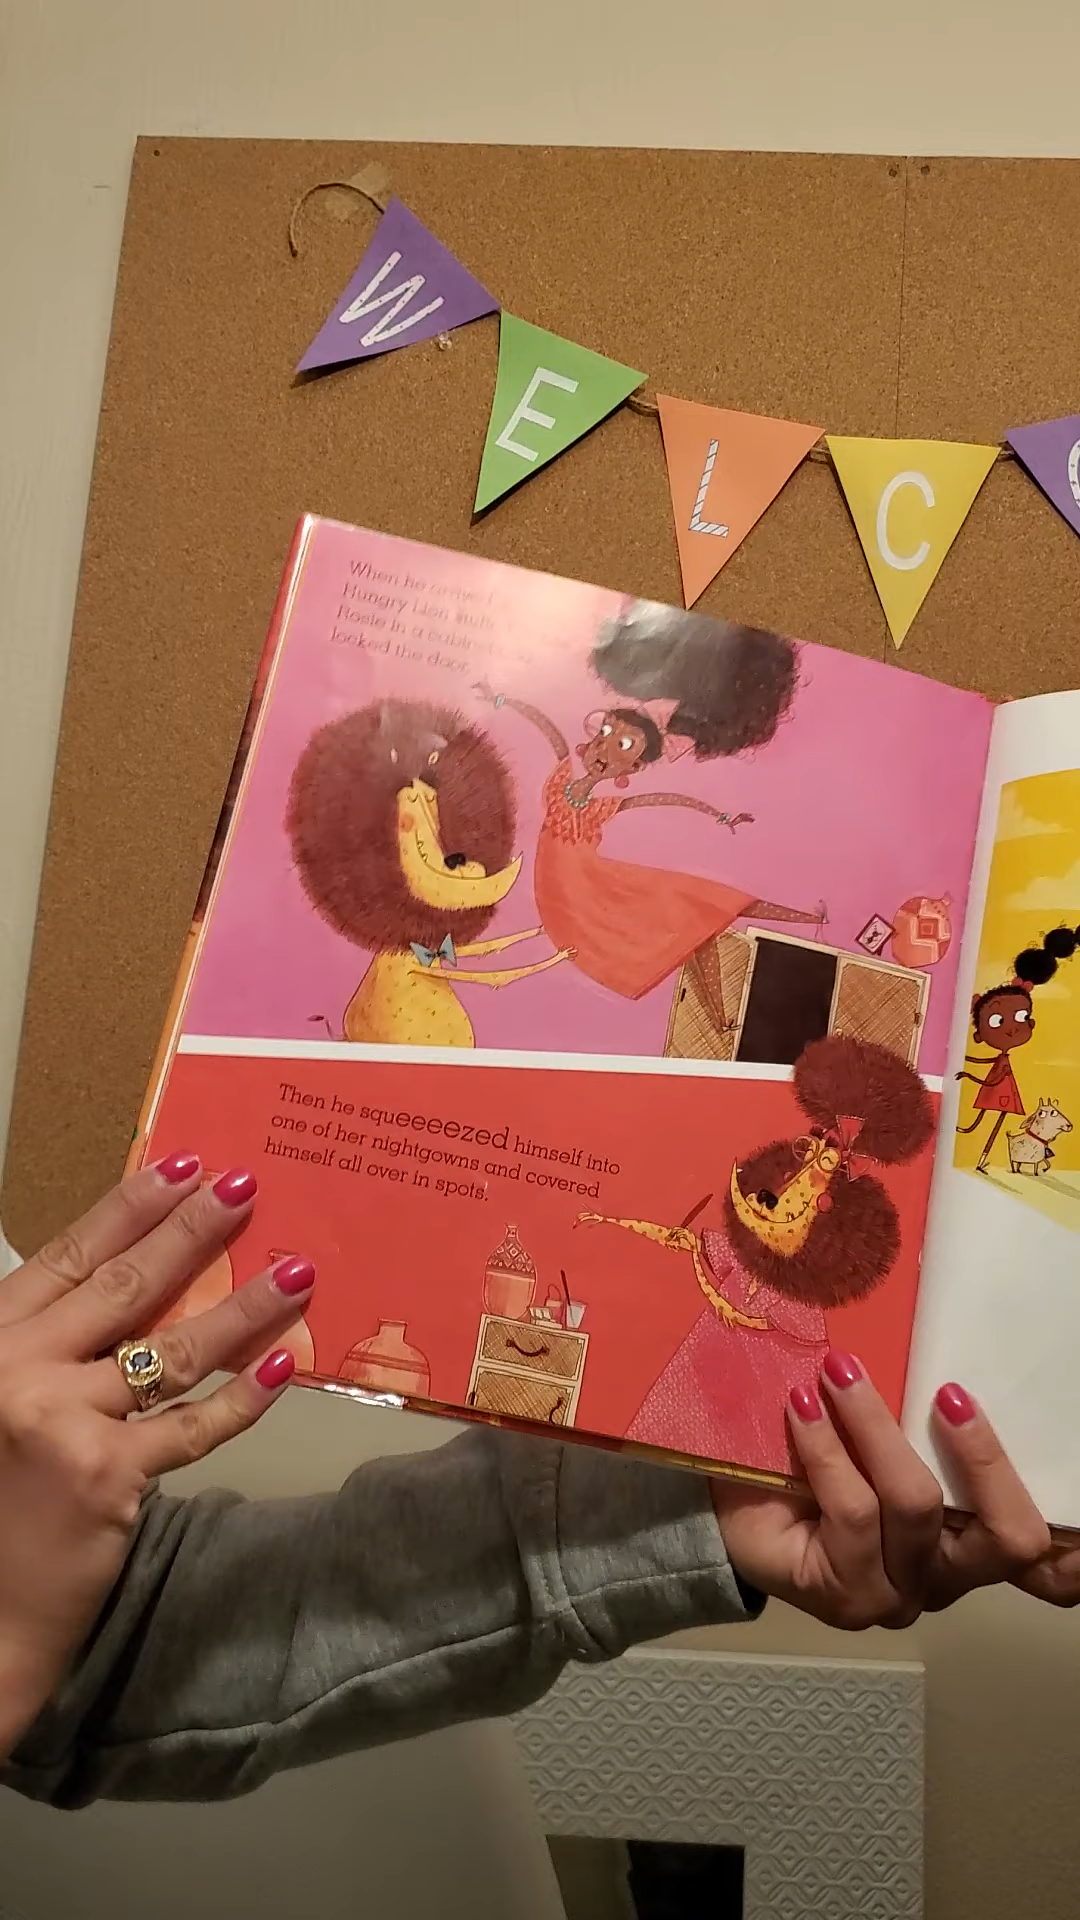 W E L C
When he
Hungry Lion
Rosie in a
locked the door.
Then he squeeeezed himself into
one of her nightgowns and covered
himself all over in spots.